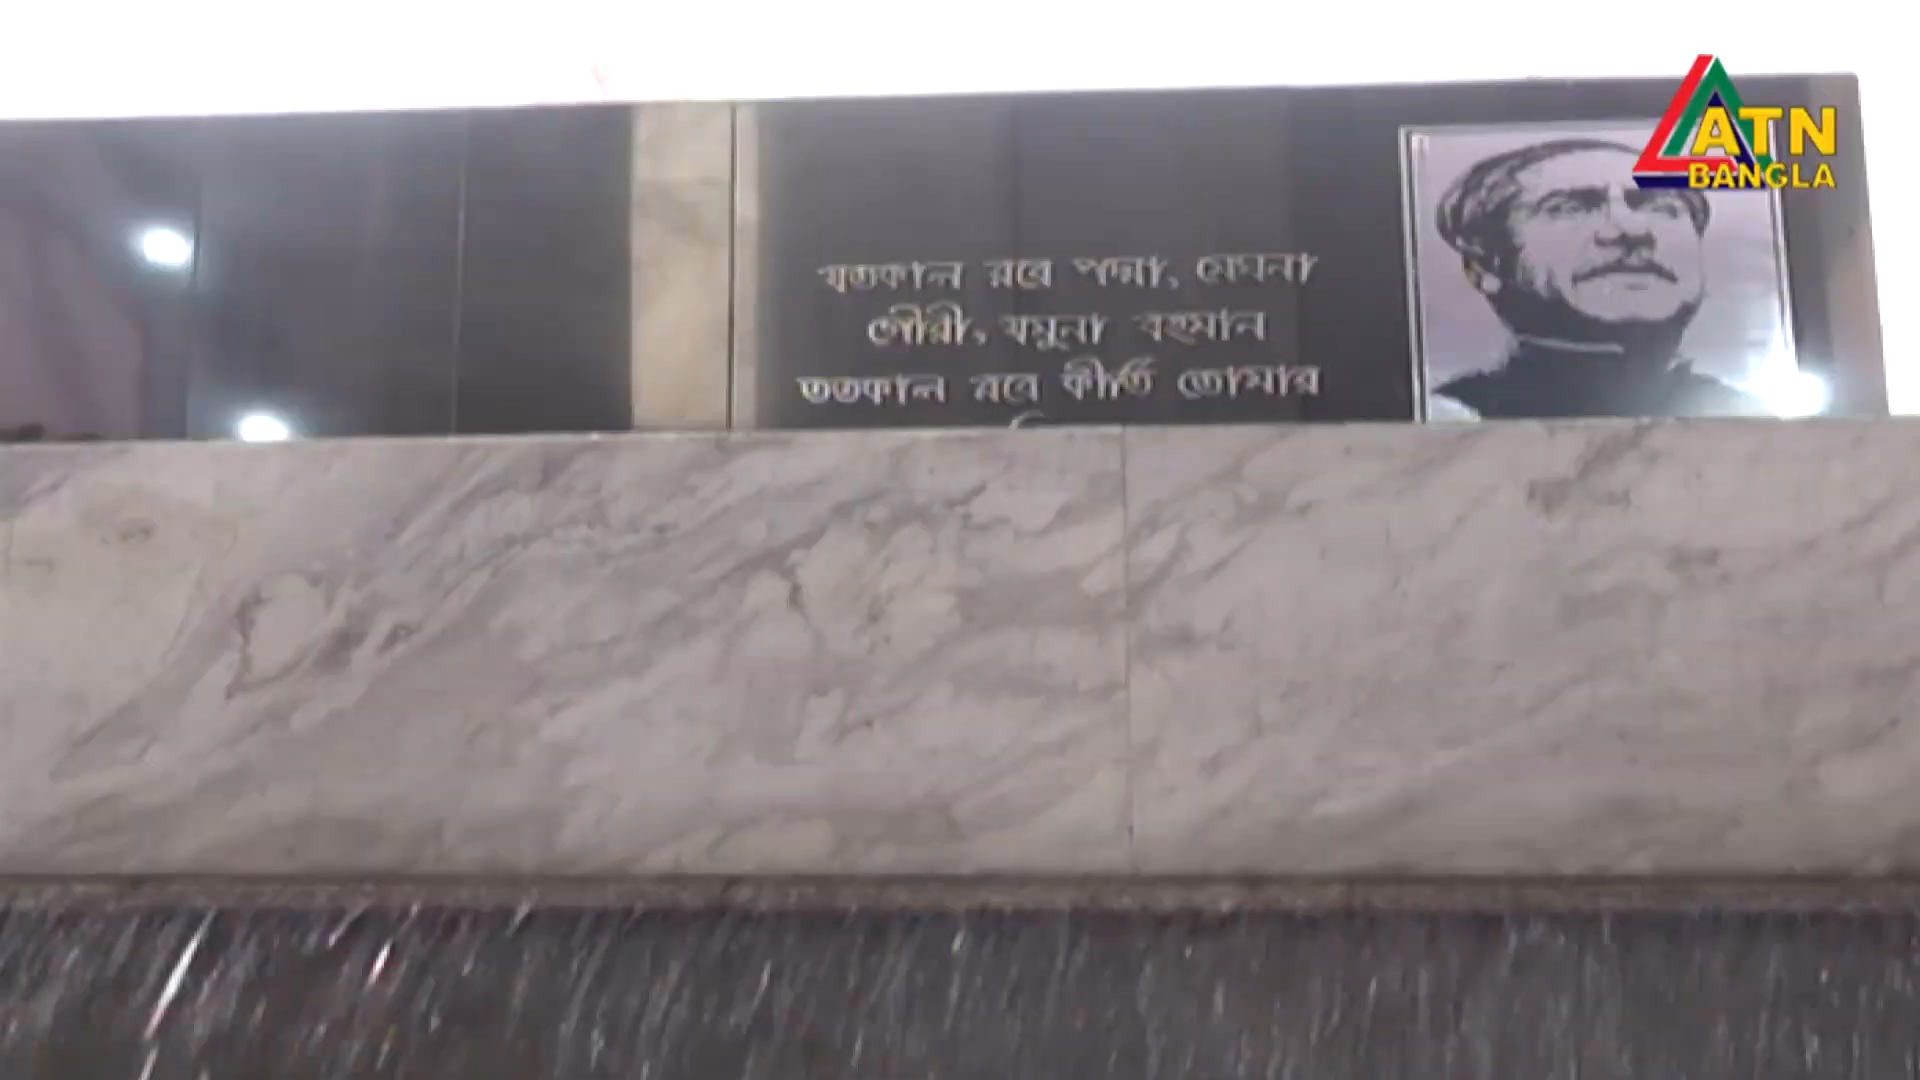 ATN
BANGLA
যতকাল রবে পদ্মা, মেঘনা
গৌরী, যমুনা বহমান
ততকাল রবে কীর্তি তোমার